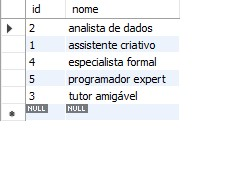 id nome
2 analista de dados
1 assistente criativo
4 especialista formal
5 programador expert
3 tutor amigável
NULL NULL